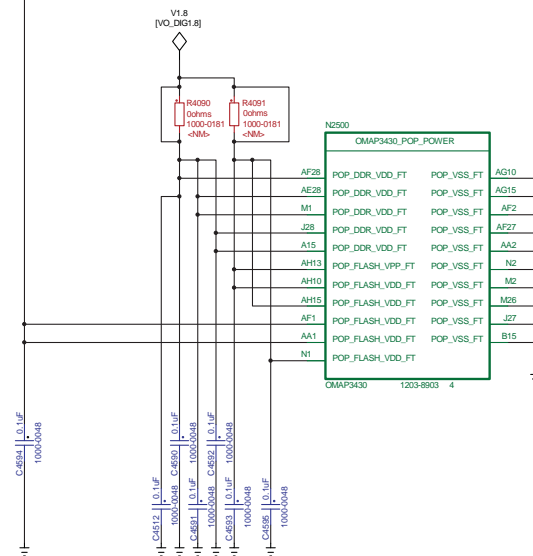 V1.8
[VO_DIG1.8]
R4090
0ohms
1000-0181
<NM>
R4091
0ohms
1000-0181
<NM>
N2500
OMAP3430_POP_POWER
AF28 POP_DDR_VDD_FT POP_VSS_FT AG10
AE28 POP_DDR_VDD_FT POP_VSS_FT AG15
M1 POP_DDR_VDD_FT POP_VSS_FT AF2
J28 POP_DDR_VDD_FT POP_VSS_FT AF27
A15 POP_DDR_VDD_FT POP_VSS_FT AA2
AH13 POP_FLASH_VPP_FT POP_VSS_FT N2
AH10 POP_FLASH_VDD_FT POP_VSS_FT M2
AH15 POP_FLASH_VDD_FT POP_VSS_FT M26
AF1 POP_FLASH_VDD_FT POP_VSS_FT J27
AA1 POP_FLASH_VDD_FT POP_VSS_FT B15
N1 POP_FLASH_VDD_FT
OMAP3430 1203-8903 4
C4594 0.1uF
1000-0048
C4590 0.1uF
1000-0048
C4592 0.1uF
1000-0048
C4512 0.1uF
1000-0048
C4591 0.1uF
1000-0048
C4593 0.1uF
1000-0048
C4595 0.1uF
1000-0048